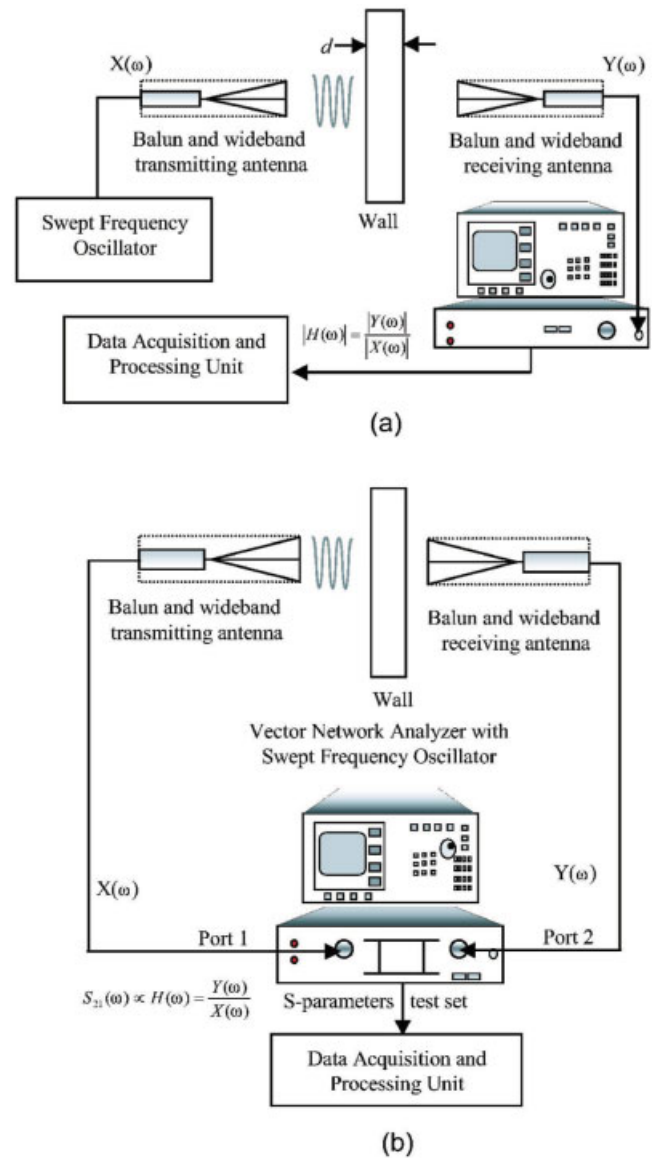 d
X(ω)
Y(ω)
Balun and wideband
transmitting antenna
Balun and wideband
receiving antenna
Swept Frequency
Oscillator
Wall
Data Acquisition and
Processing Unit
|H(ω)| = |Y(ω)| / |X(ω)|
(a)
Balun and wideband
transmitting antenna
Balun and wideband
receiving antenna
Wall
Vector Network Analyzer with
Swept Frequency Oscillator
X(ω)
Y(ω)
Port 1
Port 2
S₂₁(ω) ∝ H(ω) = Y(ω) / X(ω)
S-parameters test set
Data Acquisition and
Processing Unit
(b)